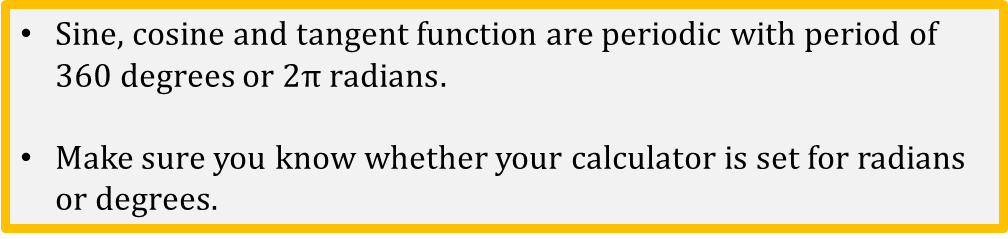 • Sine, cosine and tangent function are periodic with period of
360 degrees or 2π radians.
• Make sure you know whether your calculator is set for radians
or degrees.